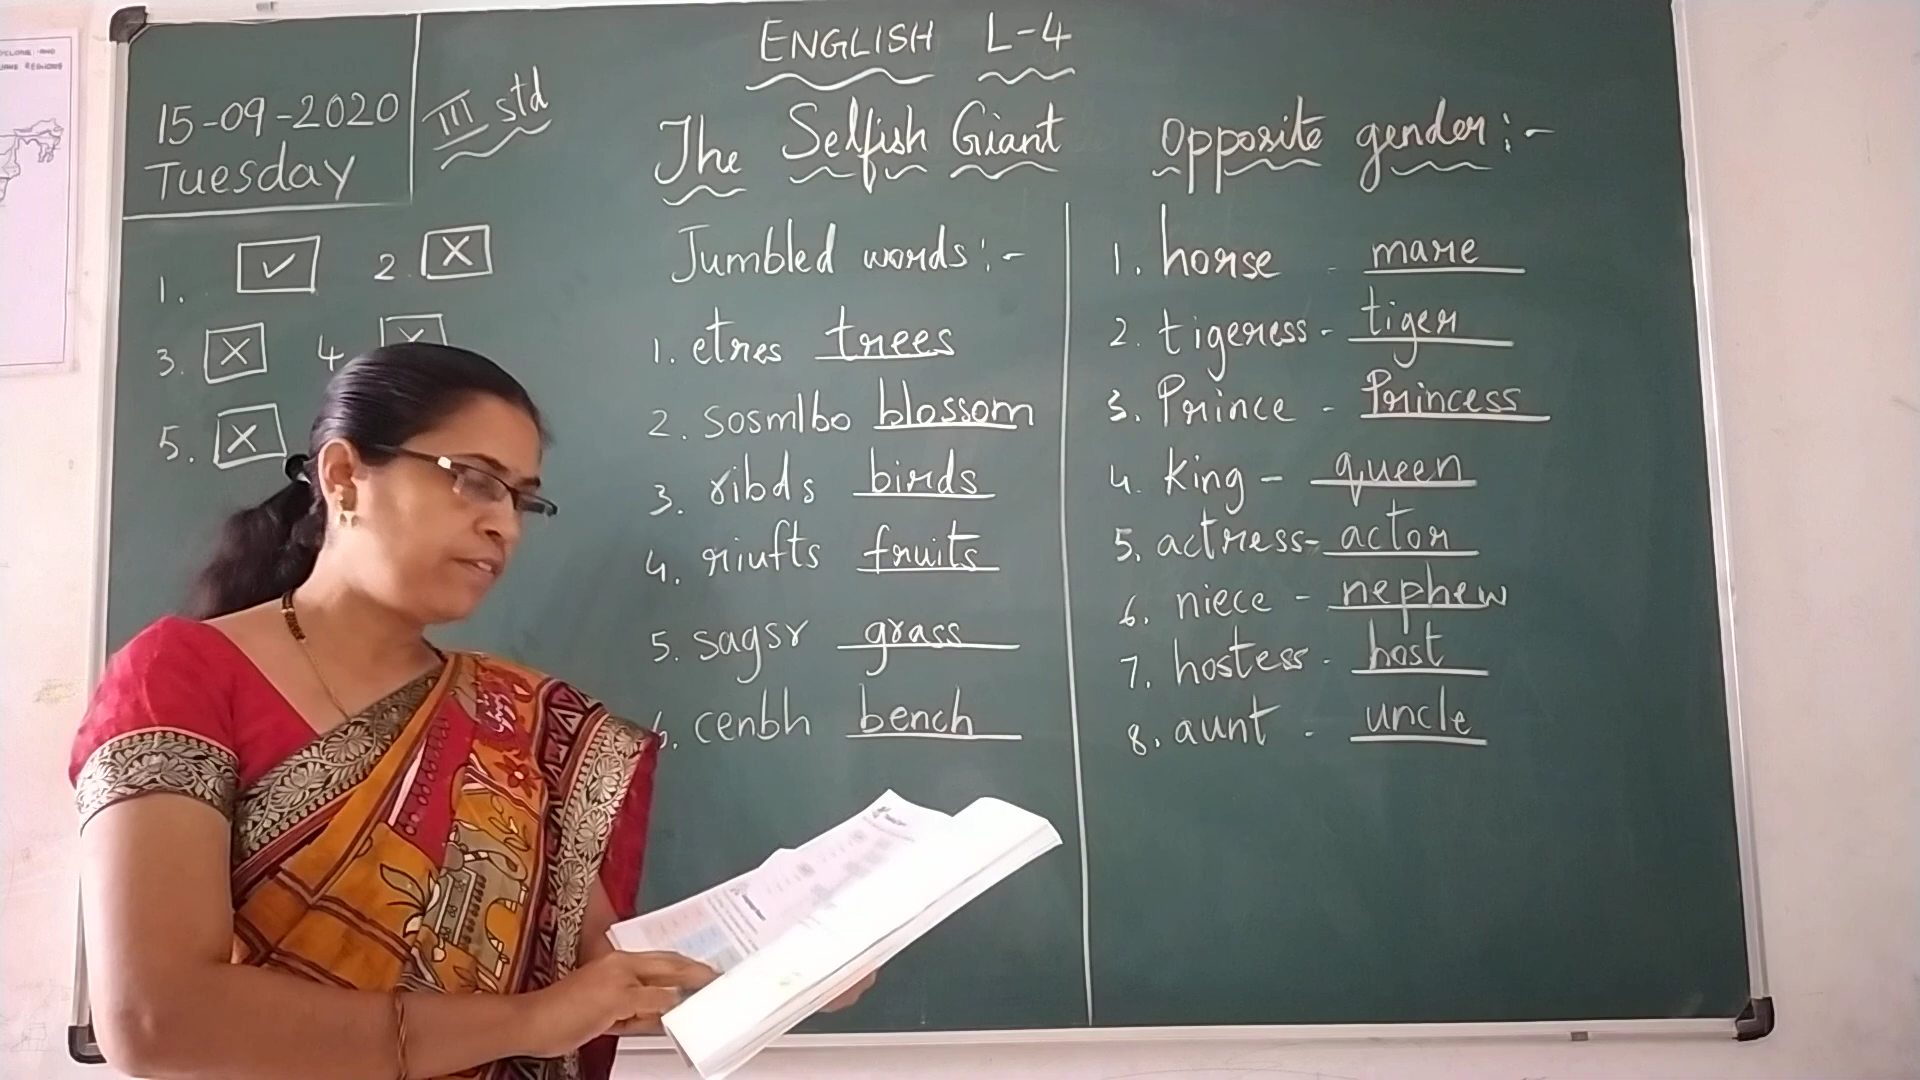 ENGLISH L-4
15-09-2020
Tuesday
III std
The Selfish Giant
1. ✓ 2. X
3. X 4. X
5. X
Jumbled words:-
1. etres trees
2. sosmlbo blossom
3. ribds birds
4. riufts fruits
5. sagsr grass
6. cenbh bench
Opposite gender:-
1. horse - mare
2. tigeress - tiger
3. Prince - Princess
4. king - queen
5. actress - actor
6. niece - nephew
7. hostess - host
8. aunt - uncle